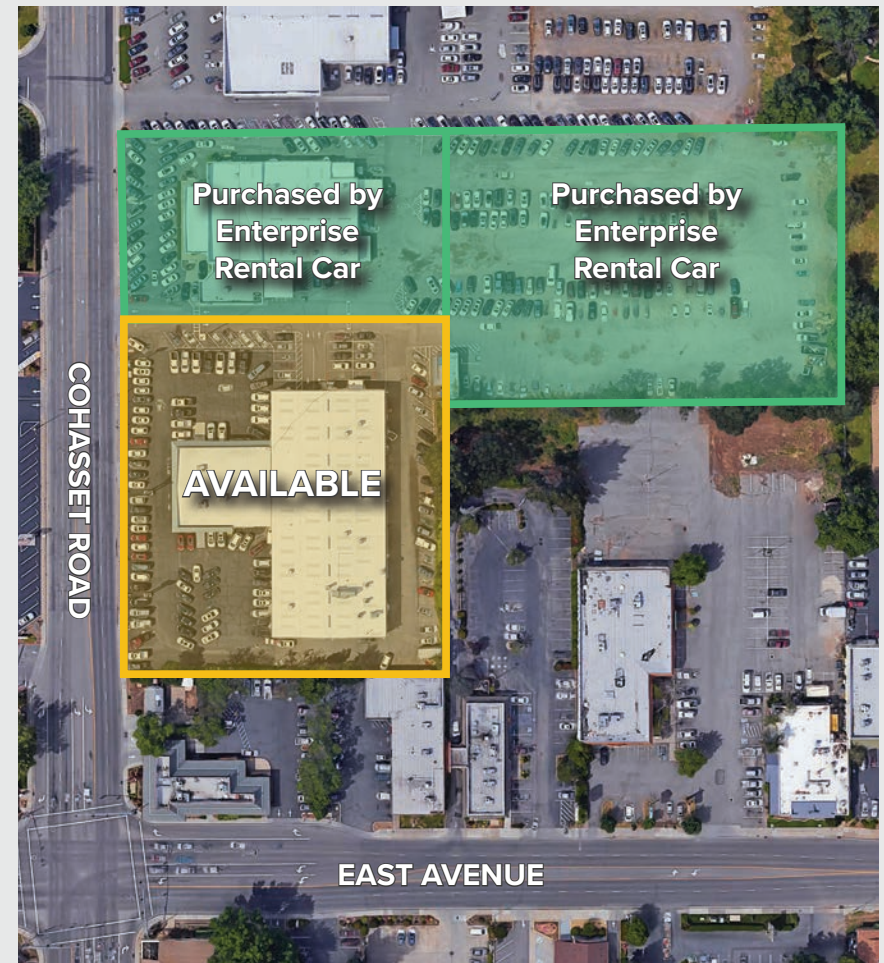 Purchased by
Enterprise
Rental Car
Purchased by
Enterprise
Rental Car
AVAILABLE
COHASSET ROAD
EAST AVENUE